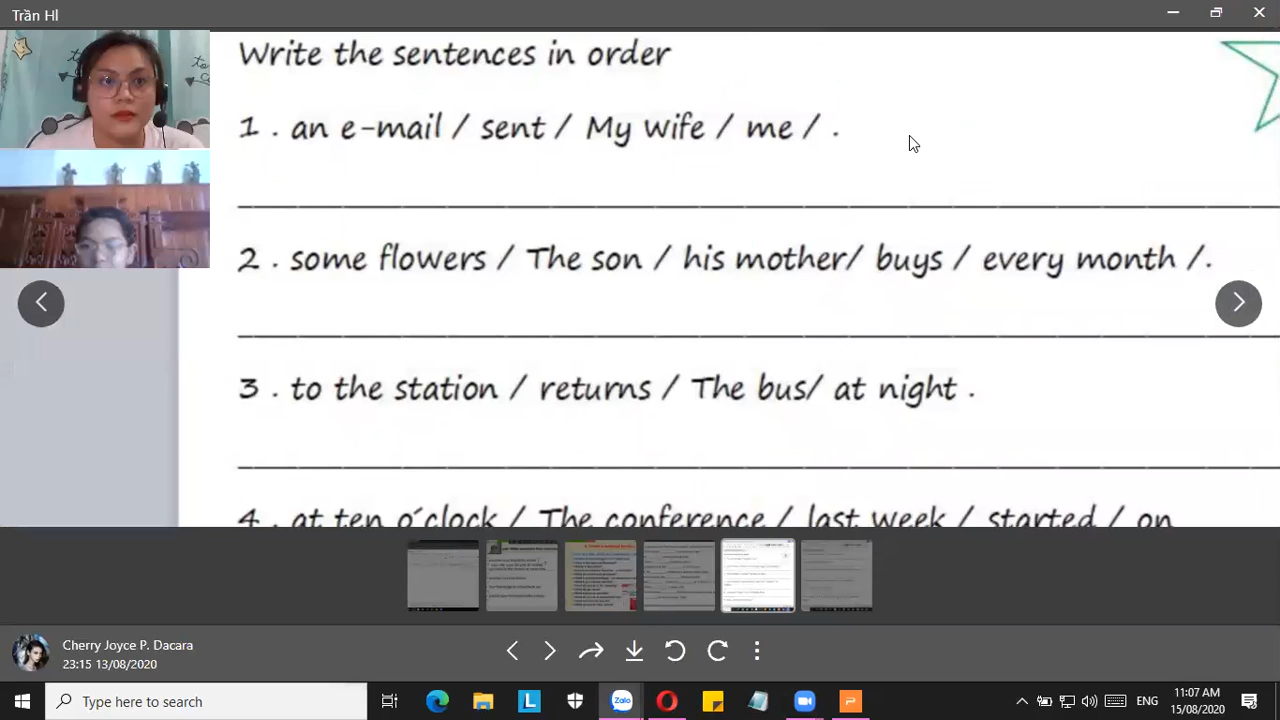 Trần Hl
Write the sentences in order
1 . an e-mail / sent / My wife / me / .
2 . some flowers / The son / his mother/ buys / every month /.
3 . to the station / returns / The bus/ at night .
4 . at ten o´clock / The conference / last week / started / on
Cherry Joyce P. Dacara
23:15 13/08/2020
Type here to search
ENG
11:07 AM
15/08/2020